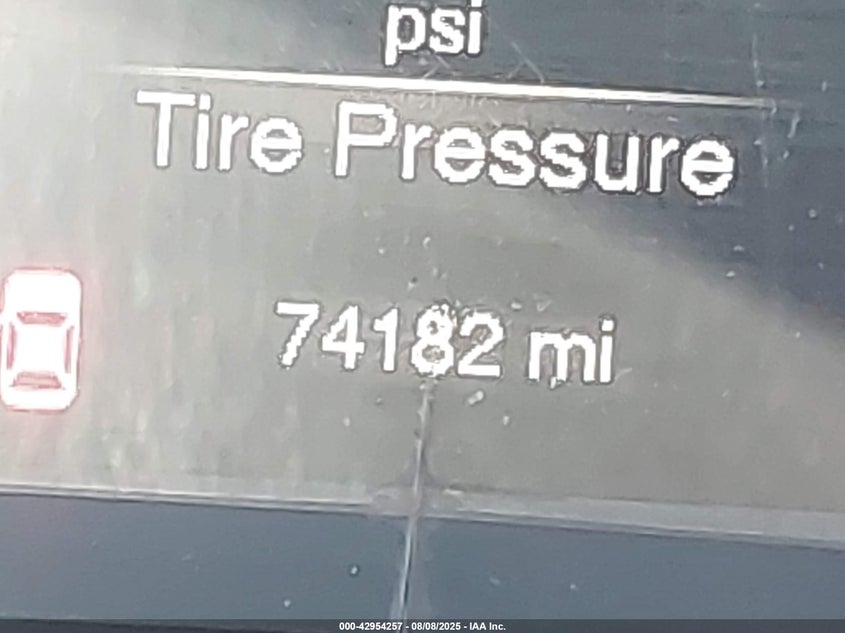 psi
Tire Pressure
74182 mi
000-42954257 - 08/08/2025 - IAA Inc.